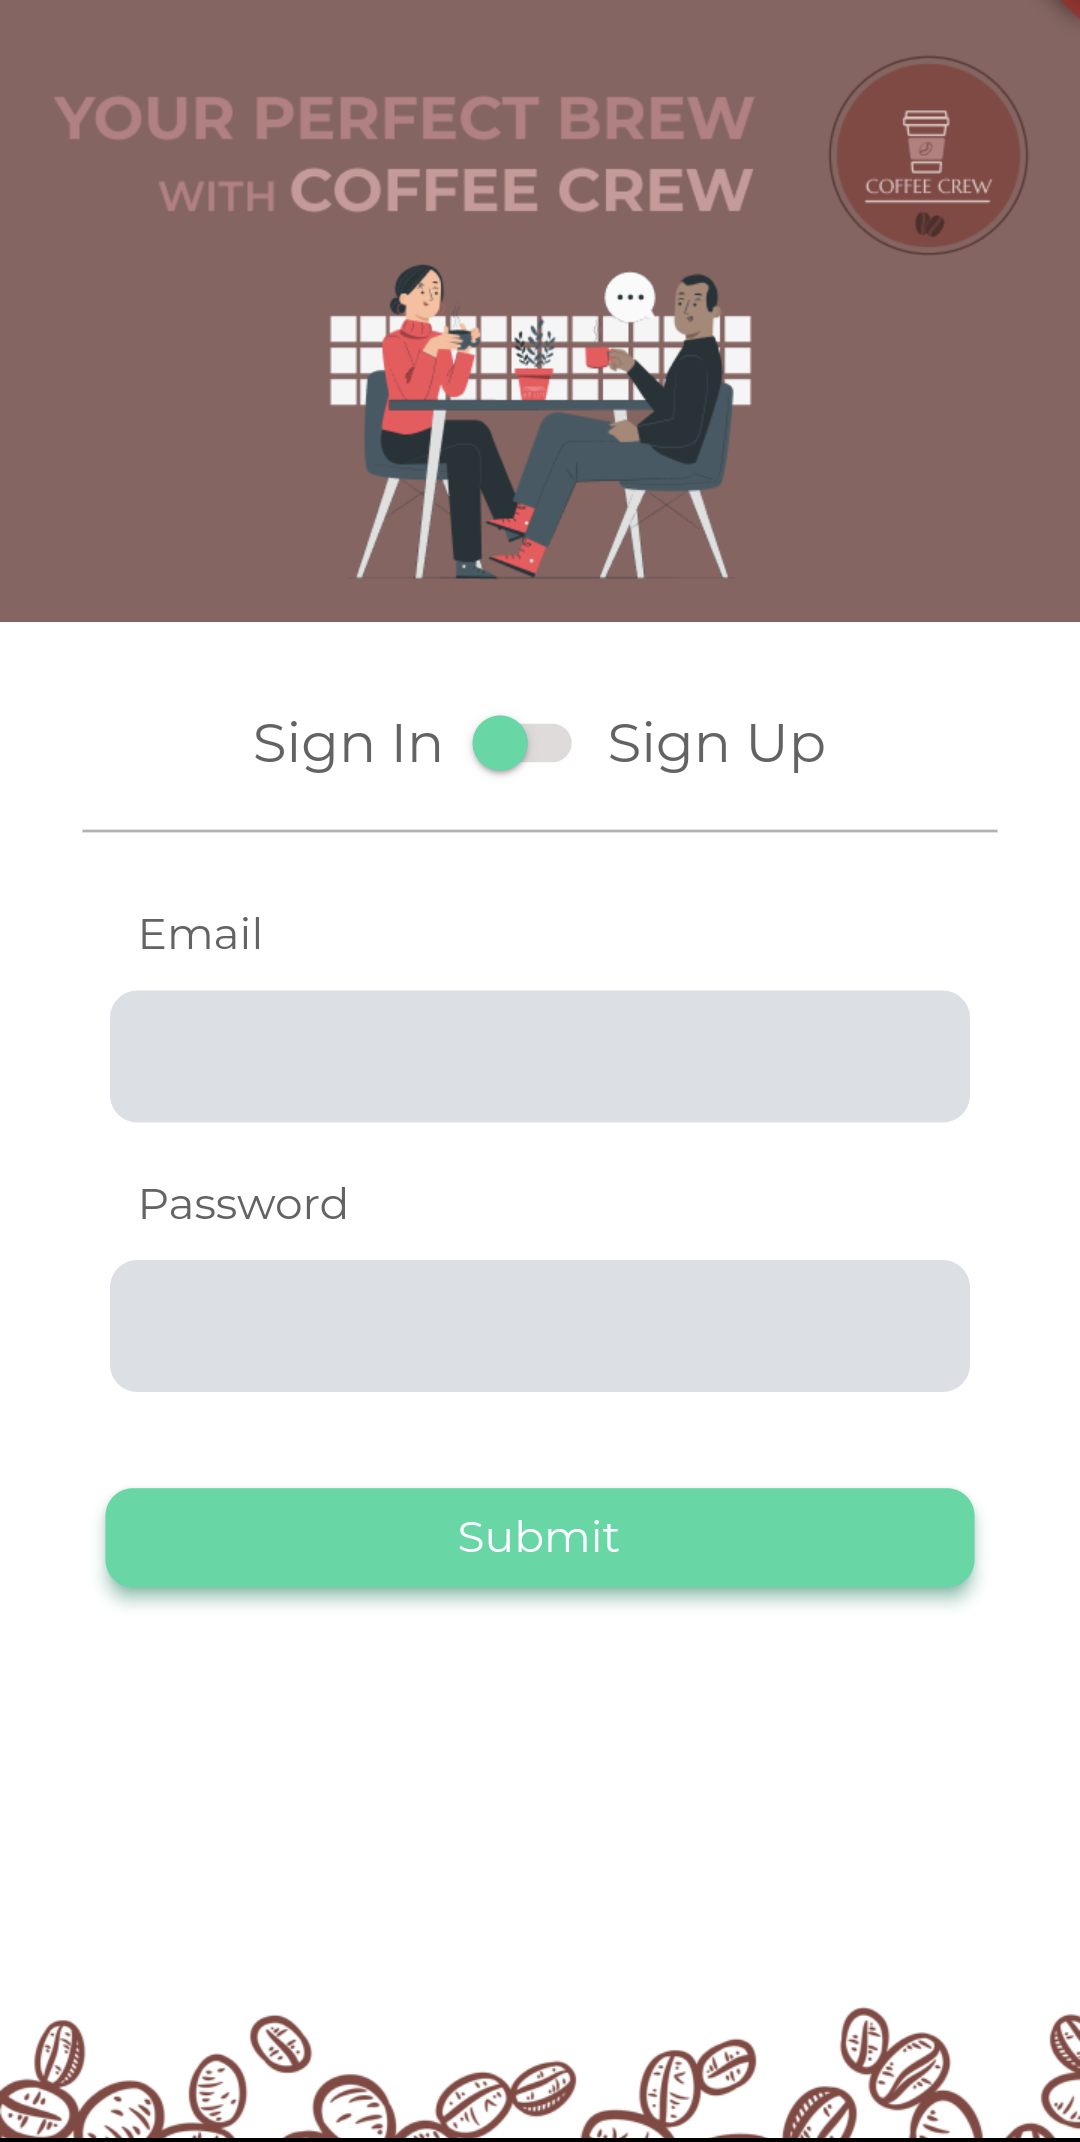 YOUR PERFECT BREW
WITH COFFEE CREW
COFFEE CREW
Sign In
Sign Up
Email
Password
Submit